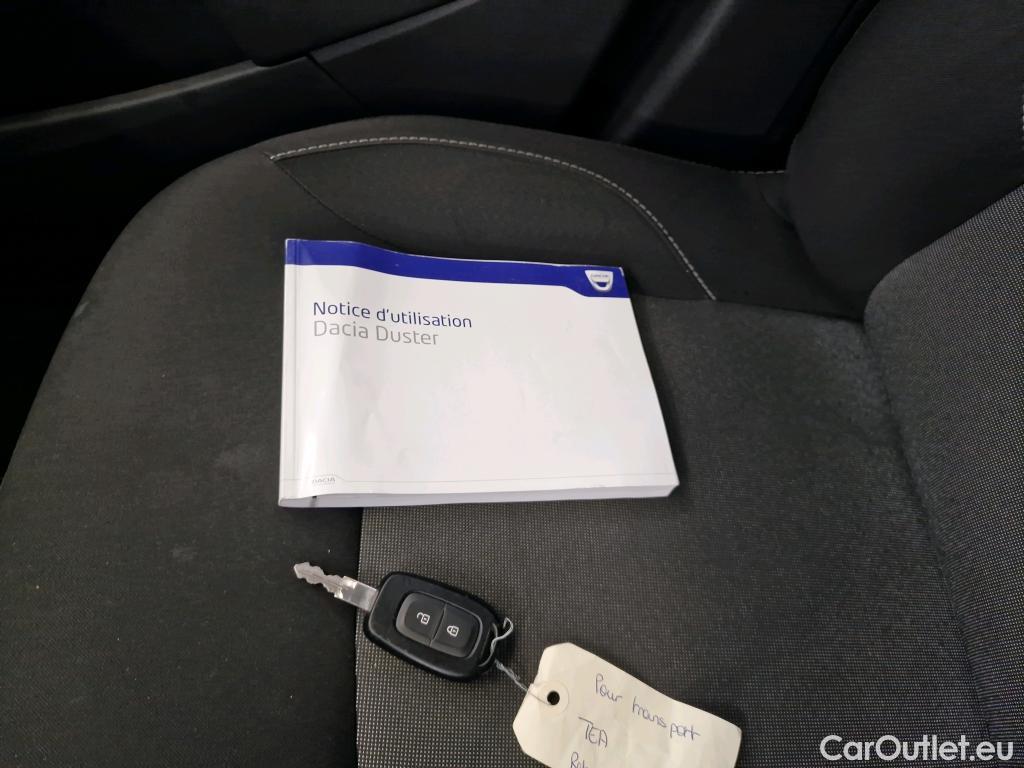 Notice d'utilisation
Dacia Duster
DACIA
Pour transport
TEA
CarOutlet.eu